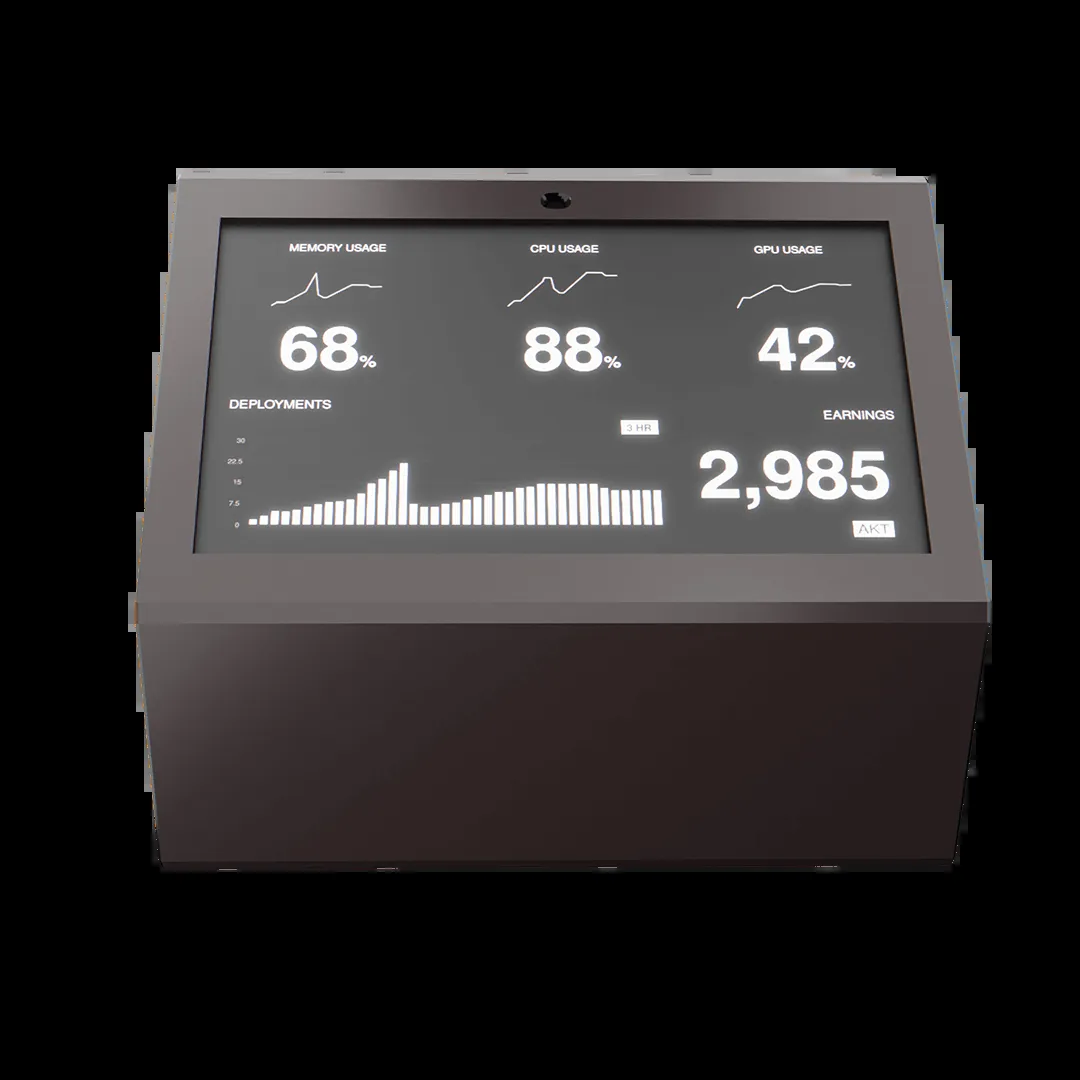 MEMORY USAGE
68%
CPU USAGE
88%
GPU USAGE
42%
DEPLOYMENTS
3 HR
30
22.5
15
7.5
0
EARNINGS
2,985
AKT